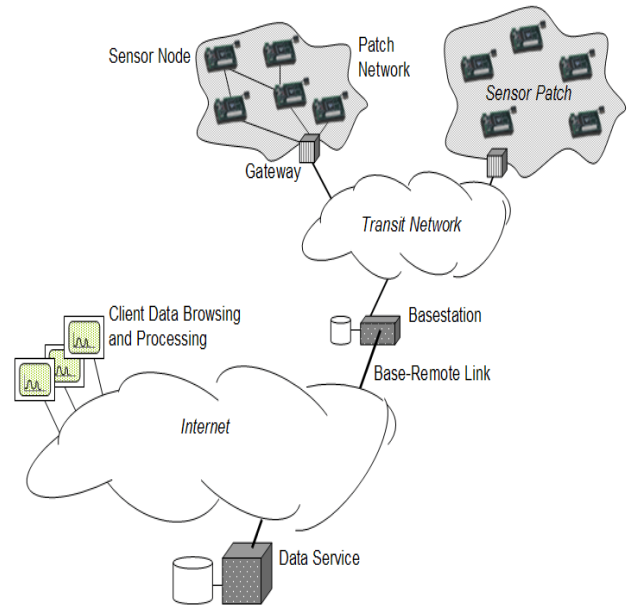 Sensor Node
Patch
Network
Sensor Patch
Gateway
Transit Network
Client Data Browsing
and Processing
Basestation
Base-Remote Link
Internet
Data Service